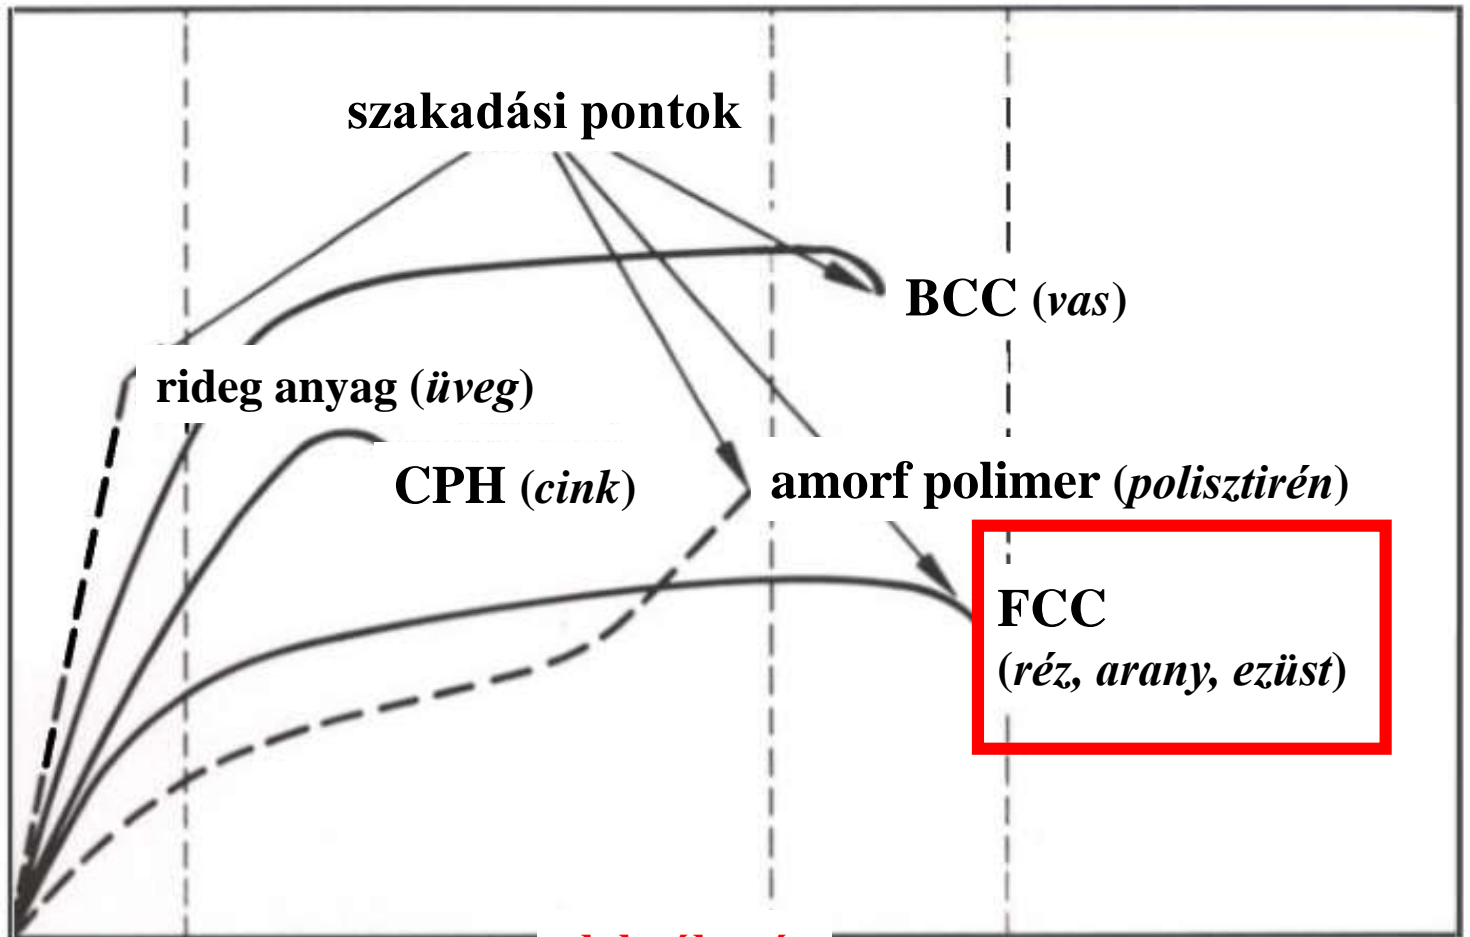 szakadási pontok
BCC (vas)
rideg anyag (üveg)
CPH (cink)
amorf polimer (polisztirén)
FCC
(réz, arany, ezüst)